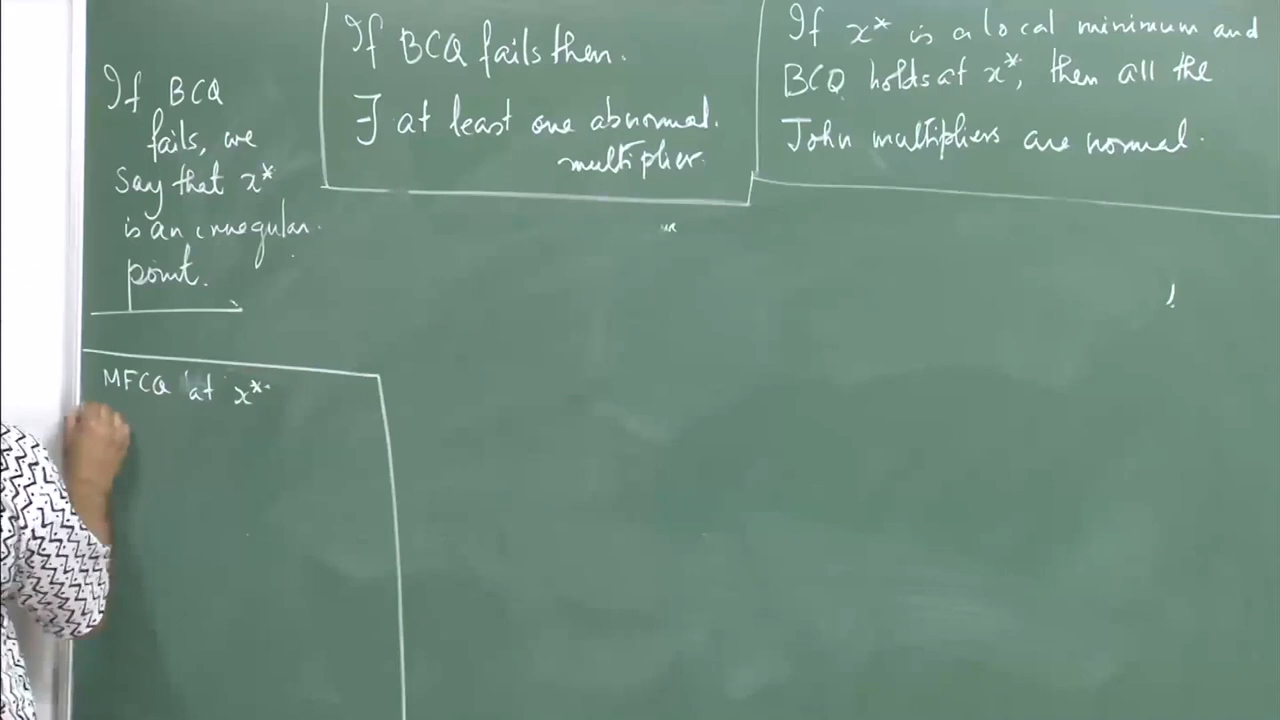 If BCQ
fails, we
say that x*
is an irregular
point.
If BCQ fails then.
∃ at least one abnormal
multiplier.
If x* is a local minimum and
BCQ holds at x*, then all the
John multipliers are normal.
MFCQ at x*